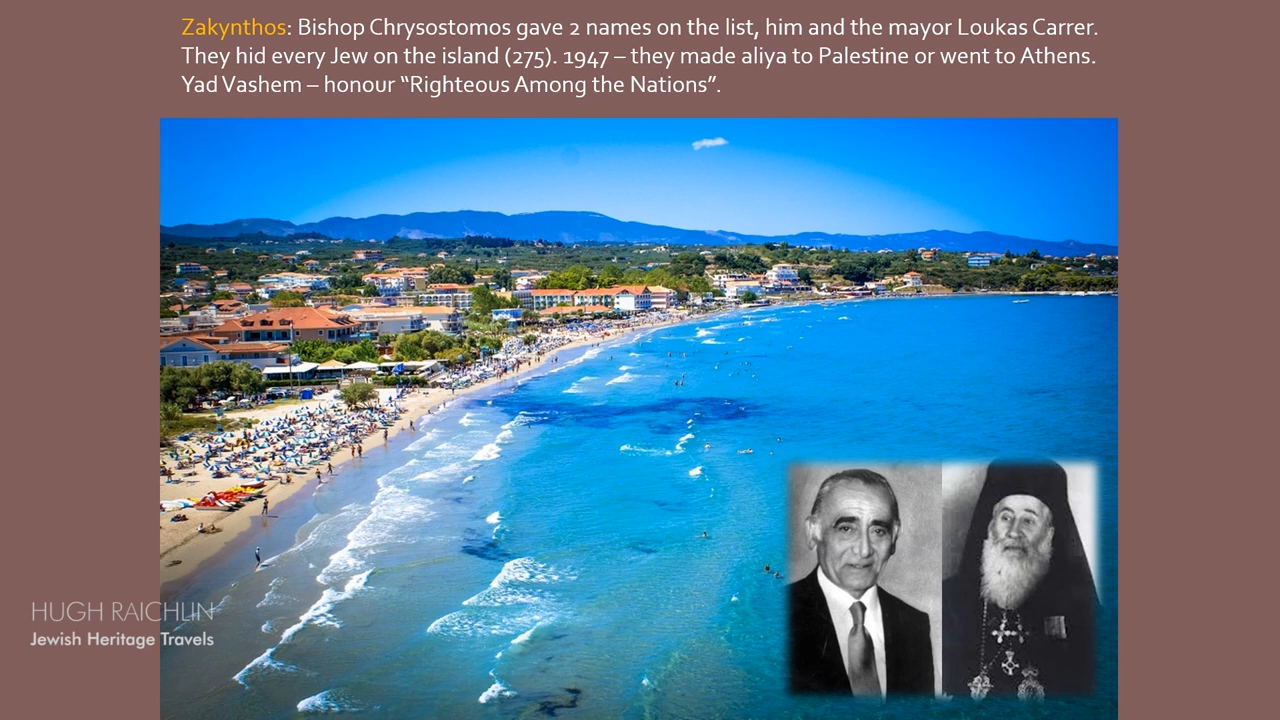 Zakynthos: Bishop Chrysostomos gave 2 names on the list, him and the mayor Loukas Carrer.
They hid every Jew on the island (275). 1947 – they made aliya to Palestine or went to Athens.
Yad Vashem – honour “Righteous Among the Nations”.
HUGH RAICHLIN
Jewish Heritage Travels